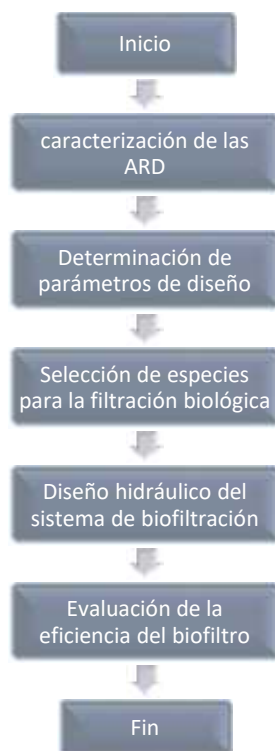 Inicio
caracterización de las
ARD
Determinación de
parámetros de diseño
Selección de especies
para la filtración biológica
Diseño hidráulico del
sistema de biofiltración
Evaluación de la
eficiencia del biofiltro
Fin